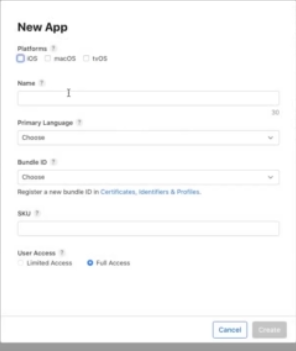 New App
Platforms ?
iOS macOS tvOS
Name ?
30
Primary Language ?
Choose
Bundle ID ?
Choose
Register a new bundle ID in Certificates, Identifiers & Profiles.
SKU ?
User Access ?
Limited Access Full Access
Cancel Create